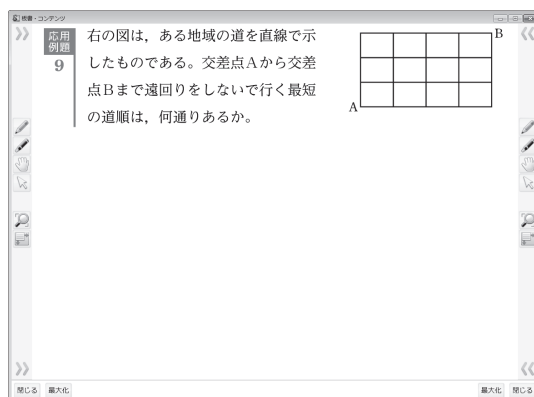 板書・コンテンツ
応用
例題
9
右の図は，ある地域の道を直線で示
したものである。交差点Aから交差
点Bまで遠回りをしないで行く最短
の道順は，何通りあるか。
B
A
閉じる 最大化 最大化 閉じる